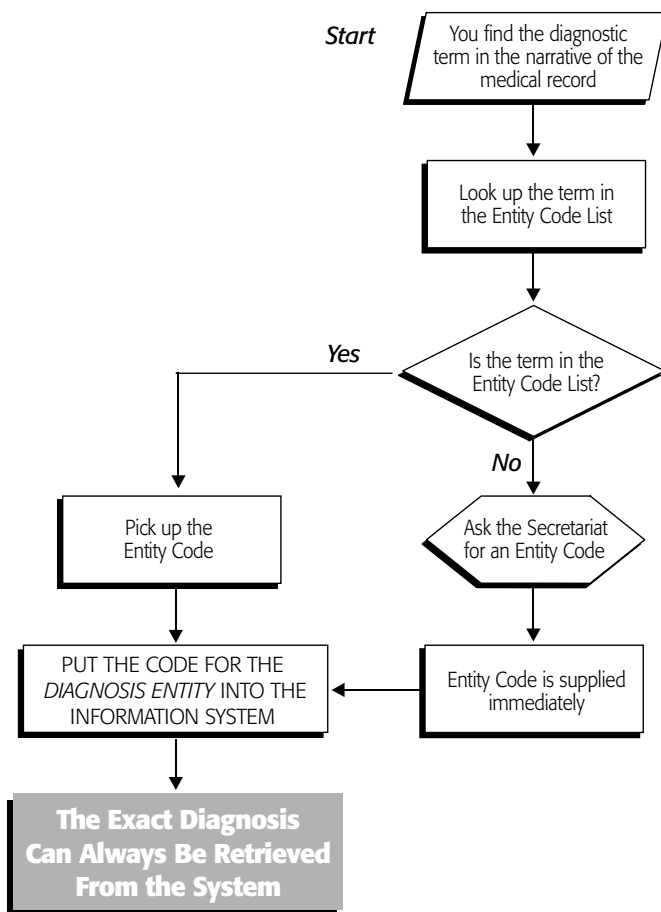 Start
You find the diagnostic
term in the narrative of the
medical record
Look up the term in
the Entity Code List
Is the term in the
Entity Code List?
Yes
No
Pick up the
Entity Code
Ask the Secretariat
for an Entity Code
Entity Code is supplied
immediately
PUT THE CODE FOR THE
DIAGNOSIS ENTITY INTO THE
INFORMATION SYSTEM
The Exact Diagnosis
Can Always Be Retrieved
From the System